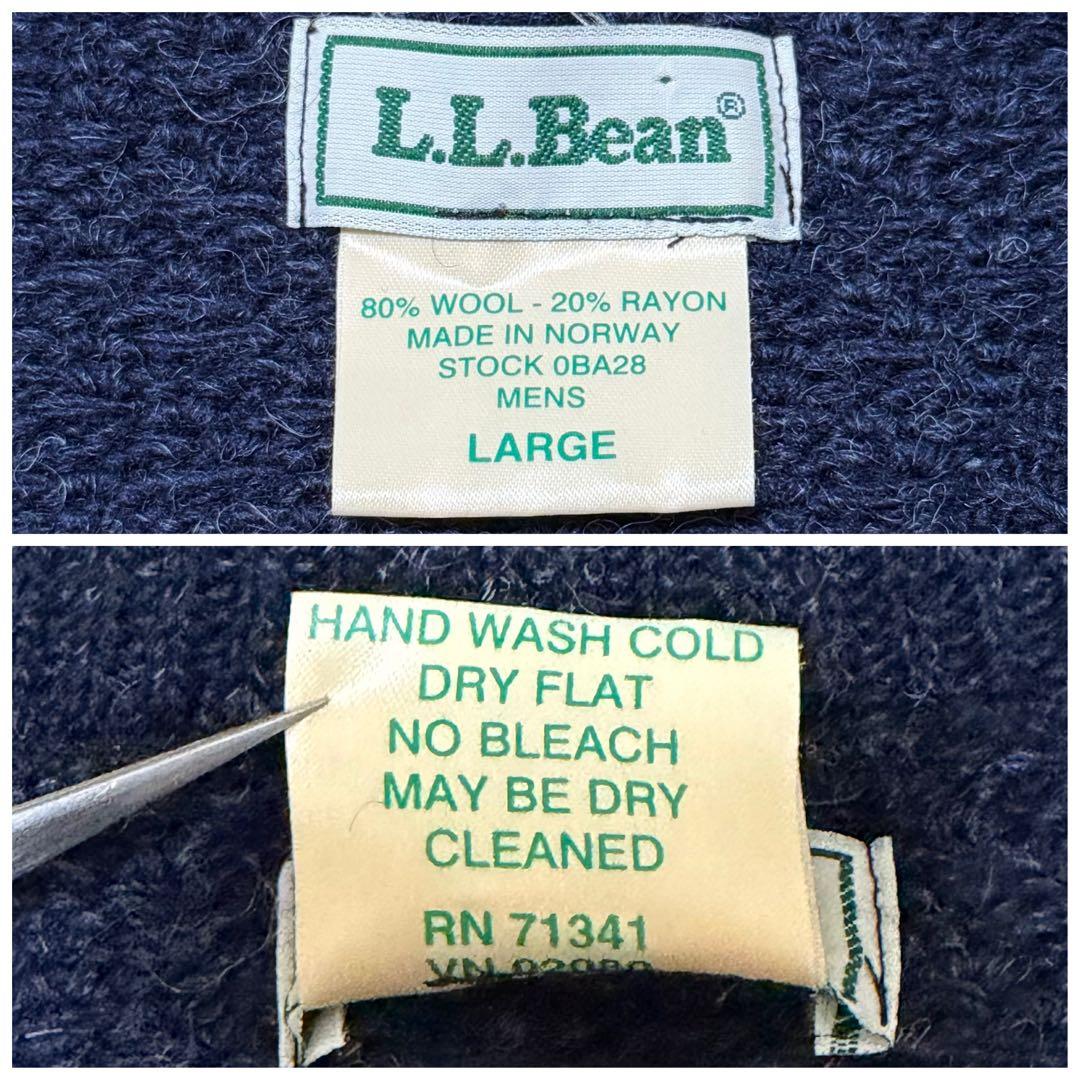 L.L.Bean®
80% WOOL - 20% RAYON
MADE IN NORWAY
STOCK 0BA28
MENS
LARGE
HAND WASH COLD
DRY FLAT
NO BLEACH
MAY BE DRY
CLEANED
RN 71341
VN